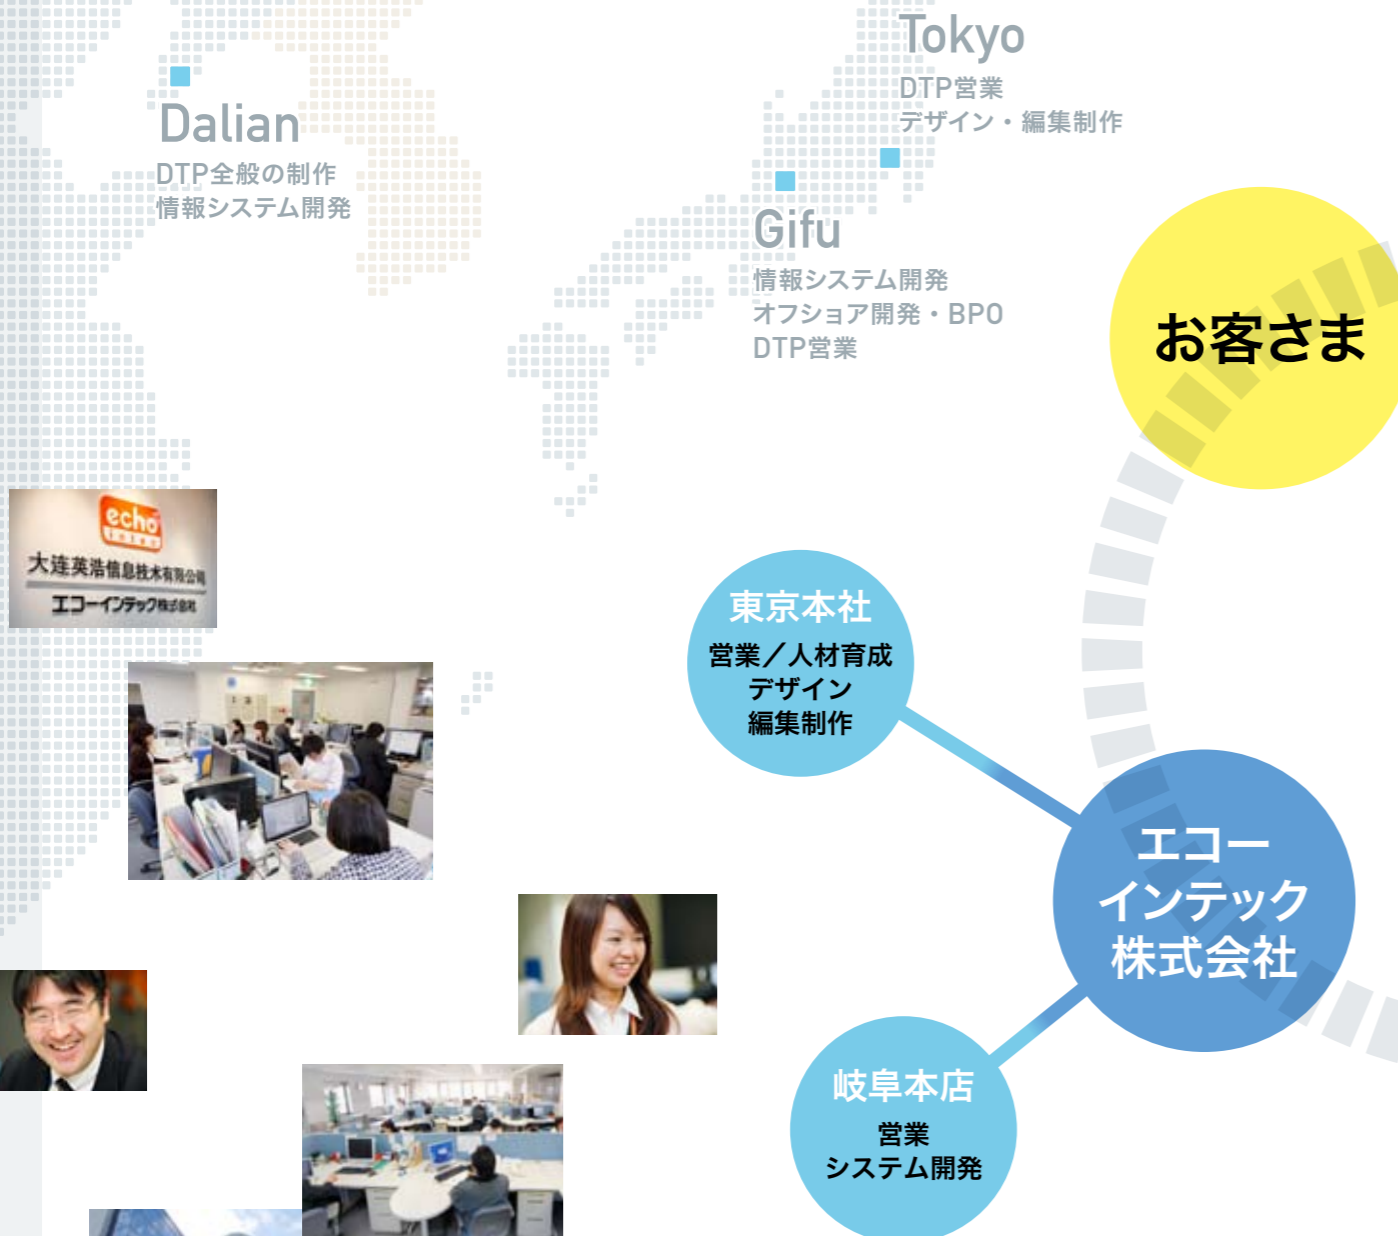 Tokyo
DTP営業
デザイン・編集制作
Dalian
DTP全般の制作
情報システム開発
Gifu
情報システム開発
オフショア開発・BPO
DTP営業
お客さま
echo
intec
大连英浩信息技术有限公司
エコーインテック株式会社
東京本社
営業／人材育成
デザイン
編集制作
エコー
インテック
株式会社
岐阜本店
営業
システム開発